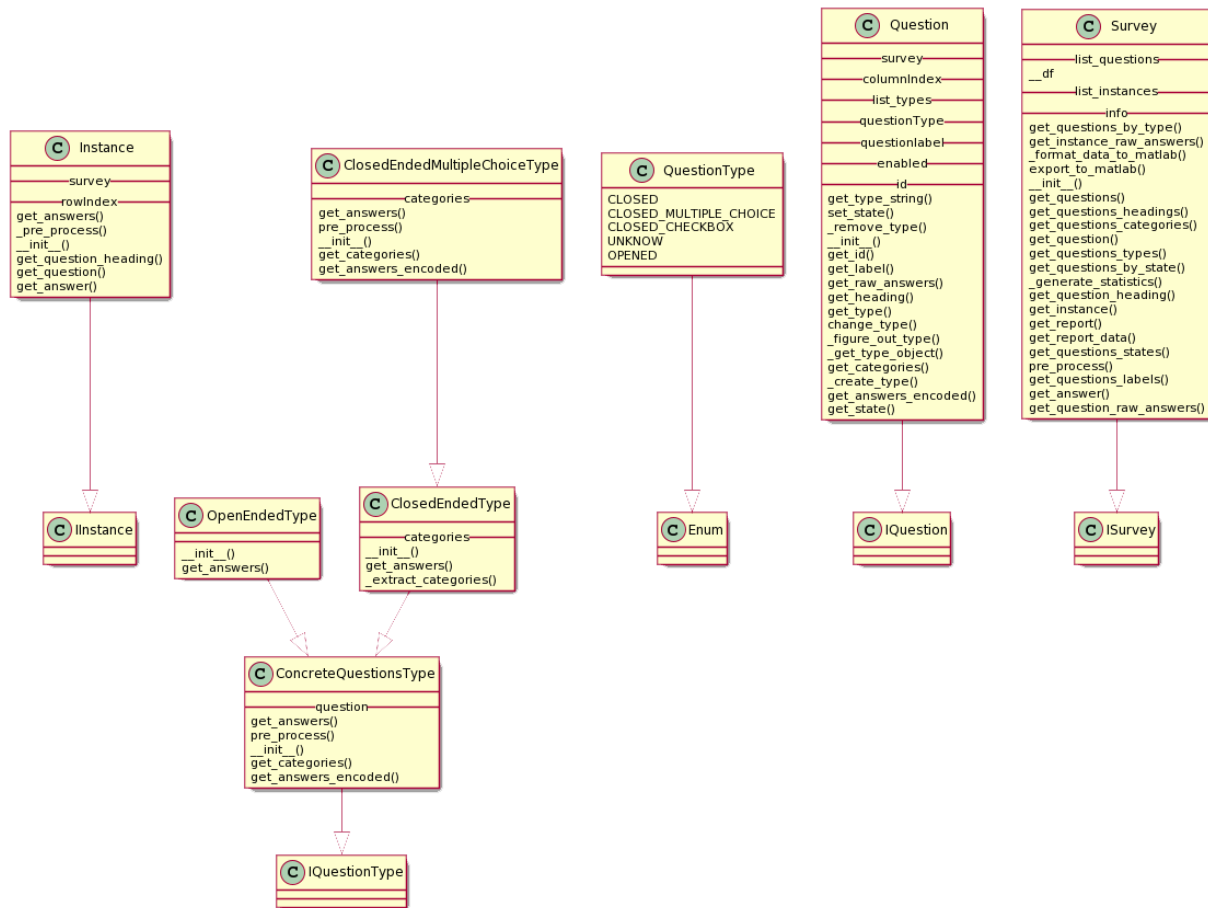 C Instance
survey
rowIndex
get_answers()
_pre_process()
__init__()
get_question_heading()
get_question()
get_answer()
C ClosedEndedMultipleChoiceType
categories
get_answers()
pre_process()
__init__()
get_categories()
get_answers_encoded()
C QuestionType
CLOSED
CLOSED_MULTIPLE_CHOICE
CLOSED_CHECKBOX
UNKNOW
OPENED
C Question
survey
columnIndex
list_types
questionType
questionlabel
enabled
id
get_type_string()
set_state()
_remove_type()
__init__()
get_id()
get_label()
get_raw_answers()
get_heading()
get_type()
change_type()
_figure_out_type()
_get_type_object()
get_categories()
_create_type()
get_answers_encoded()
get_state()
C Survey
list_questions
__df
list_instances
info
get_questions_by_type()
get_instance_raw_answers()
_format_data_to_matlab()
export_to_matlab()
__init__()
get_questions()
get_questions_headings()
get_questions_categories()
get_question()
get_questions_types()
get_questions_by_state()
_generate_statistics()
get_question_heading()
get_instance()
get_report()
get_report_data()
get_questions_states()
pre_process()
get_questions_labels()
get_answer()
get_question_raw_answers()
C IInstance
C OpenEndedType
__init__()
get_answers()
C ClosedEndedType
categories
__init__()
get_answers()
_extract_categories()
C Enum
C IQuestion
C ISurvey
C ConcreteQuestionsType
question
get_answers()
pre_process()
__init__()
get_categories()
get_answers_encoded()
C IQuestionType